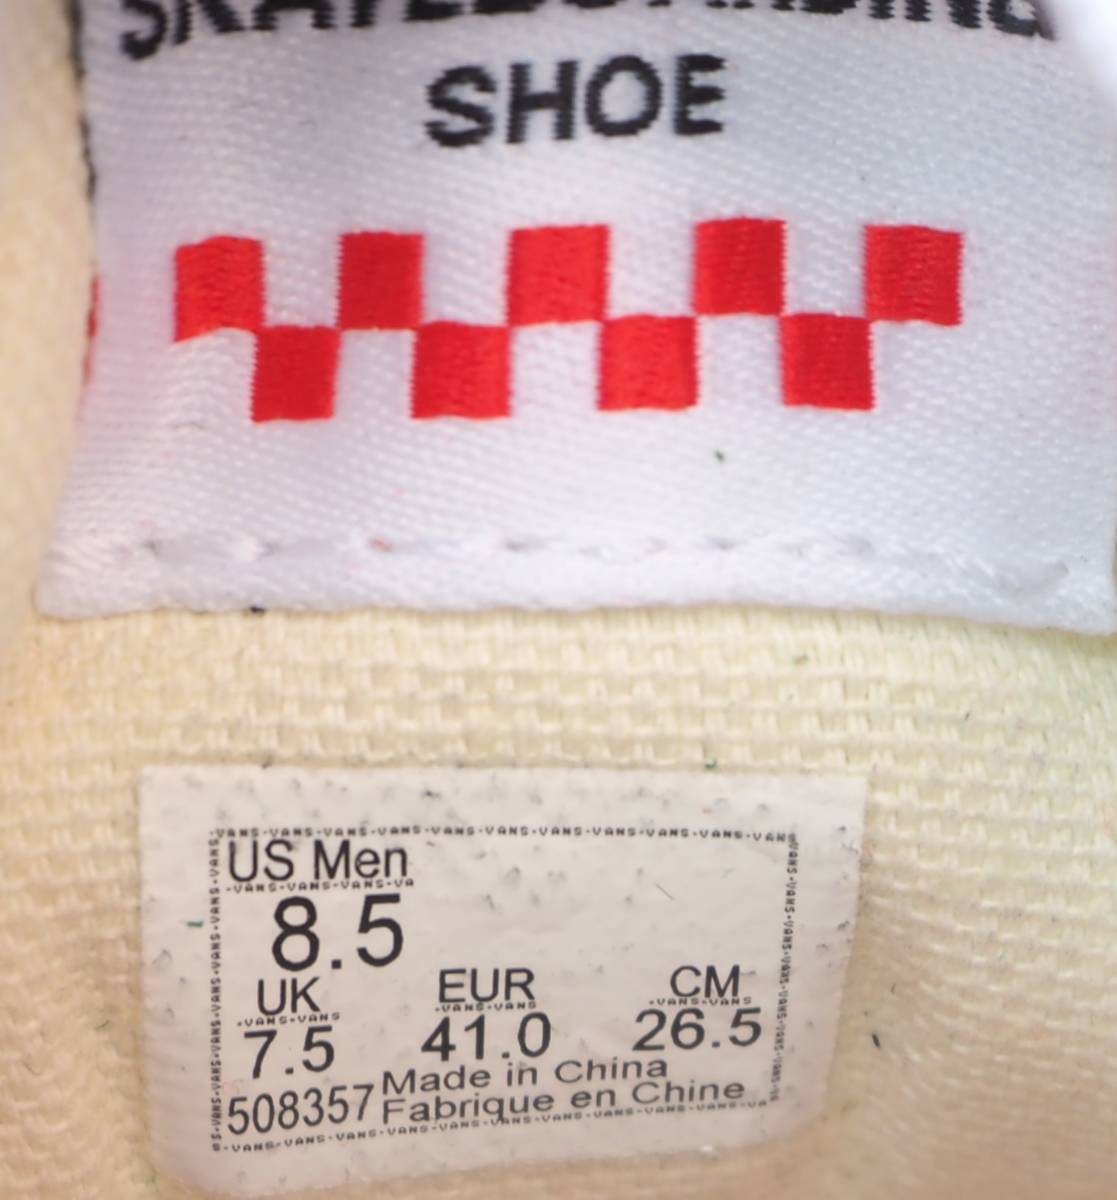 SKATEBOARDING
SHOE
US Men
8.5
UK EUR CM
7.5 41.0 26.5
508357 Made in China
Fabrique en Chine